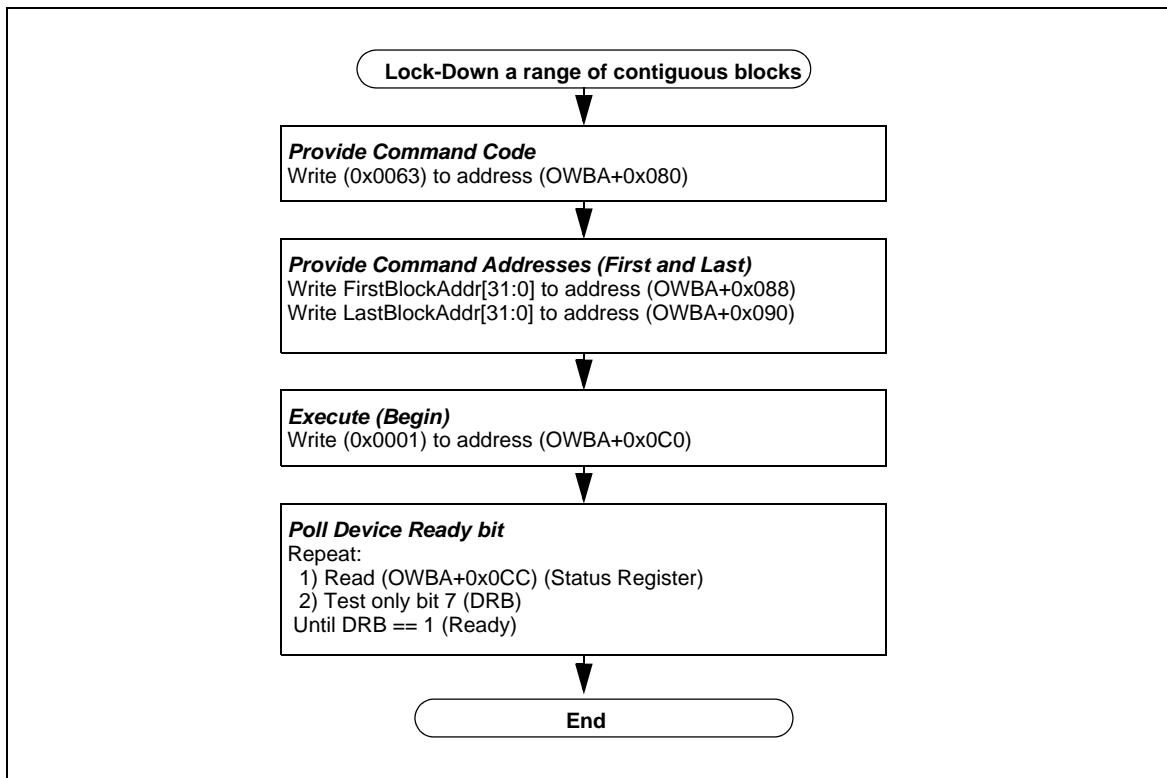 Lock-Down a range of contiguous blocks
Provide Command Code
Write (0x0063) to address (OWBA+0x080)
Provide Command Addresses (First and Last)
Write FirstBlockAddr[31:0] to address (OWBA+0x088)
Write LastBlockAddr[31:0] to address (OWBA+0x090)
Execute (Begin)
Write (0x0001) to address (OWBA+0x0C0)
Poll Device Ready bit
Repeat:
1) Read (OWBA+0x0CC) (Status Register)
2) Test only bit 7 (DRB)
Until DRB == 1 (Ready)
End